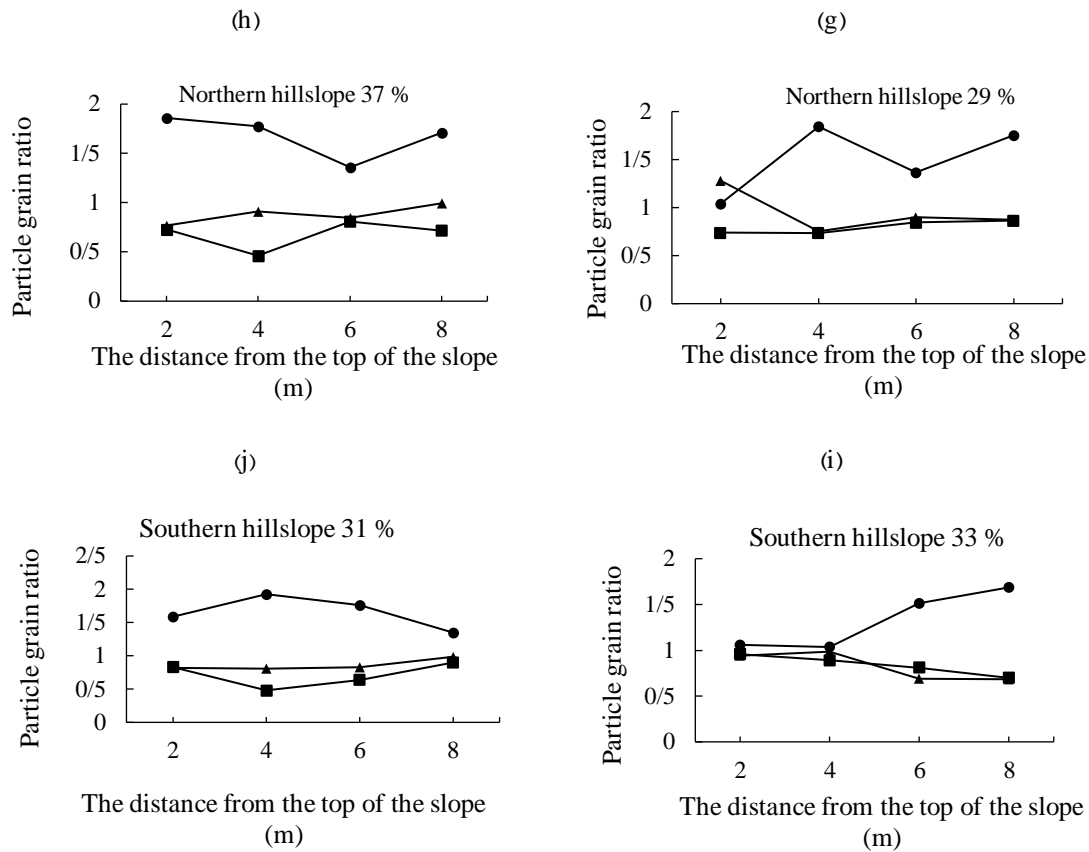 (h)
Northern hillslope 37 %
Particle grain ratio
2
1/5
1
0/5
0
2 4 6 8
The distance from the top of the slope
(m)
(g)
Northern hillslope 29 %
Particle grain ratio
2
1/5
1
0/5
0
2 4 6 8
The distance from the top of the slope
(m)
(j)
Southern hillslope 31 %
Particle grain ratio
2/5
2
1/5
1
0/5
0
2 4 6 8
The distance from the top of the slope
(m)
(i)
Southern hillslope 33 %
Particle grain ratio
2
1/5
1
0/5
0
2 4 6 8
The distance from the top of the slope
(m)